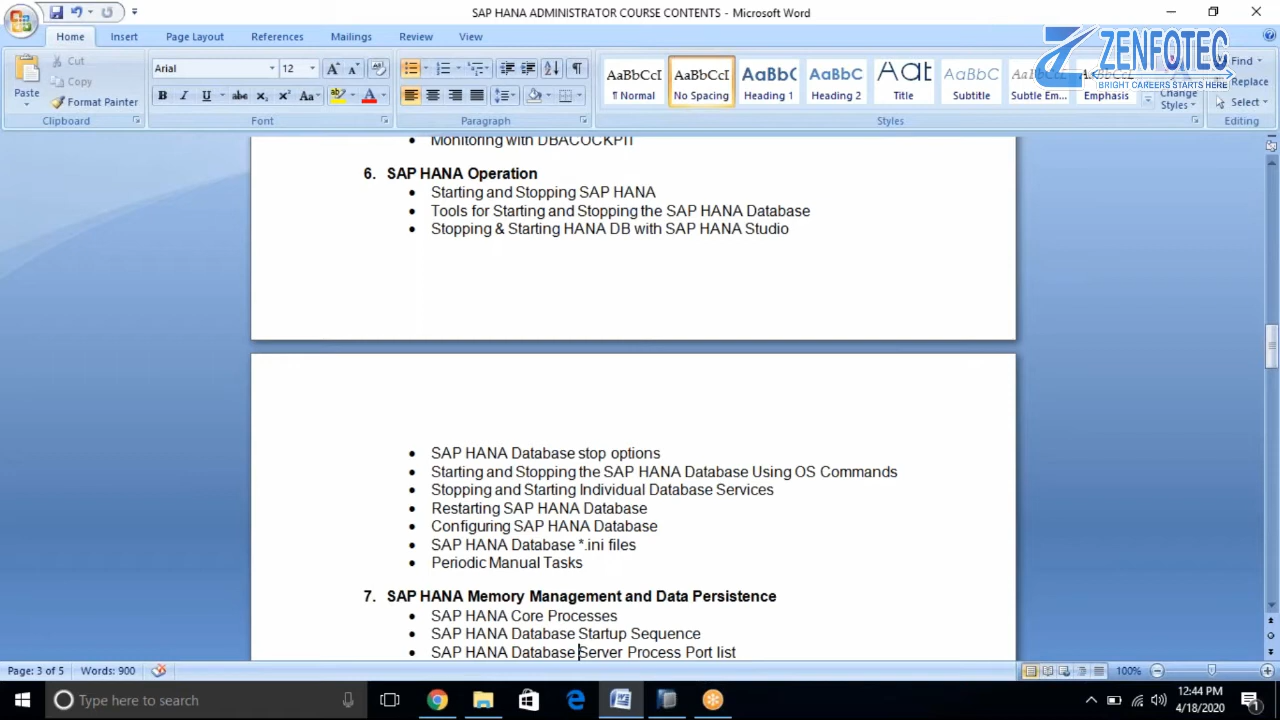 SAP HANA ADMINISTRATOR COURSE CONTENTS - Microsoft Word
Home Insert Page Layout References Mailings Review View
ZENFOTEC
BRIGHT CAREERS STARTS HERE
Paste
Cut
Copy
Format Painter
Clipboard
Arial 12
Font
Paragraph
AaBbCcI AaBbCcI AaBbC AaBbC Aat AaBbC
¶ Normal No Spacing Heading 1 Heading 2 Title Subtitle Subtle Em... Emphasis
Change Styles
Styles
Find
Replace
Select
Editing
• Monitoring with DBACOCKPIT
6. SAP HANA Operation
• Starting and Stopping SAP HANA
• Tools for Starting and Stopping the SAP HANA Database
• Stopping & Starting HANA DB with SAP HANA Studio
• SAP HANA Database stop options
• Starting and Stopping the SAP HANA Database Using OS Commands
• Stopping and Starting Individual Database Services
• Restarting SAP HANA Database
• Configuring SAP HANA Database
• SAP HANA Database *.ini files
• Periodic Manual Tasks
7. SAP HANA Memory Management and Data Persistence
• SAP HANA Core Processes
• SAP HANA Database Startup Sequence
• SAP HANA Database Server Process Port list
Page: 3 of 5 Words: 900 100%
Type here to search
12:44 PM
4/18/2020